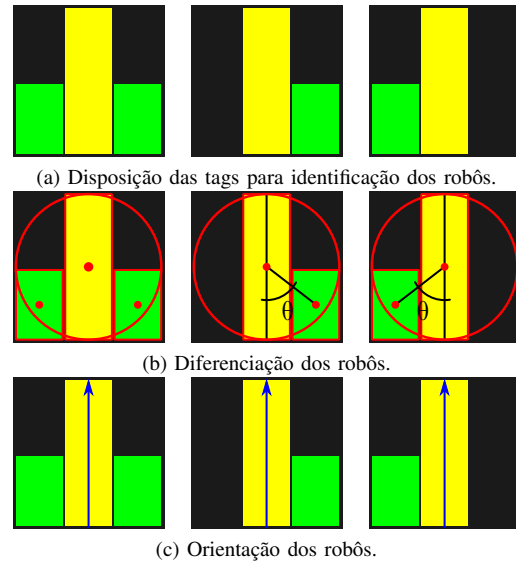 (a) Disposição das tags para identificação dos robôs.
θ θ
(b) Diferenciação dos robôs.
(c) Orientação dos robôs.